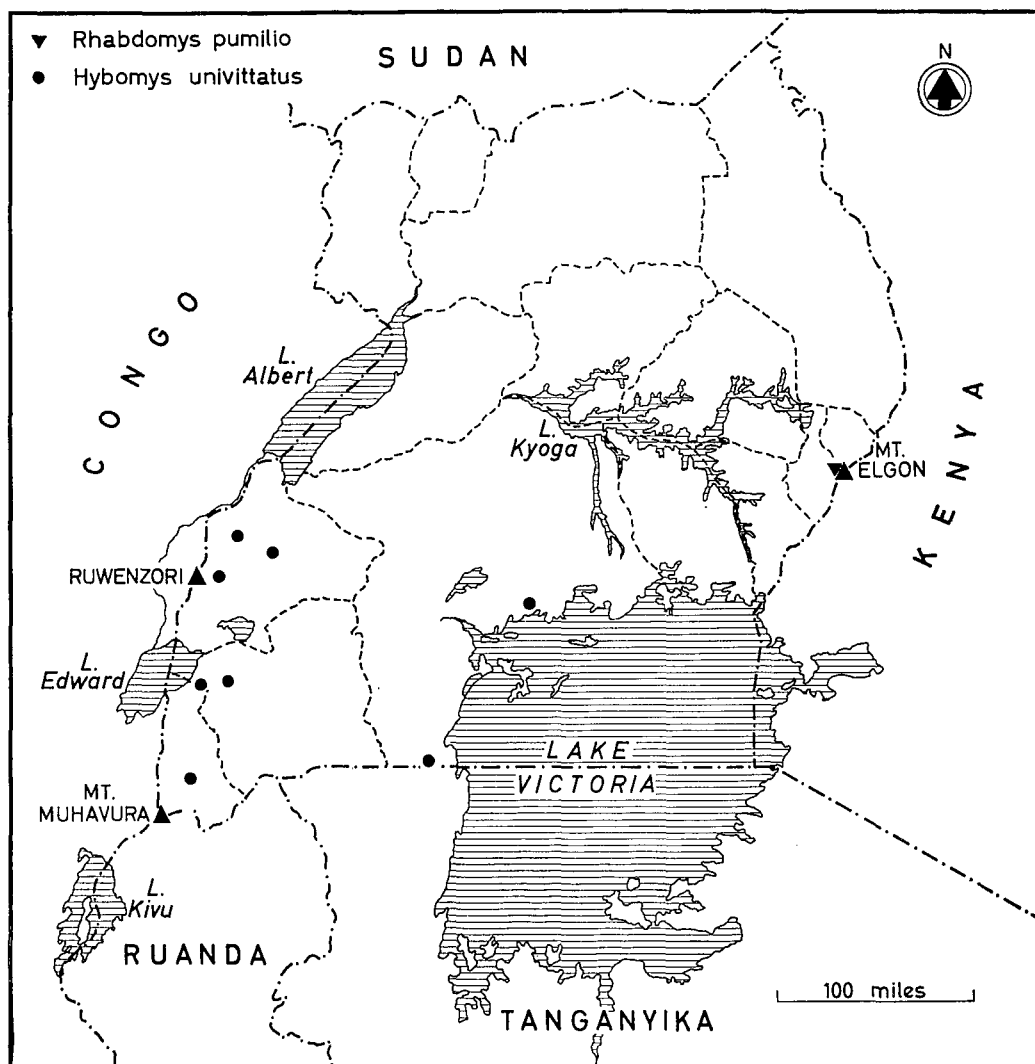 Rhabdomys pumilio
Hybomys univittatus
SUDAN
N
CONGO
L.
Albert
L.
Kyoga
MT.
ELGON
KENYA
RUWENZORI
L.
Edward
LAKE
VICTORIA
MT.
MUHAVURA
L.
Kivu
RUANDA
100 miles
TANGANYIKA